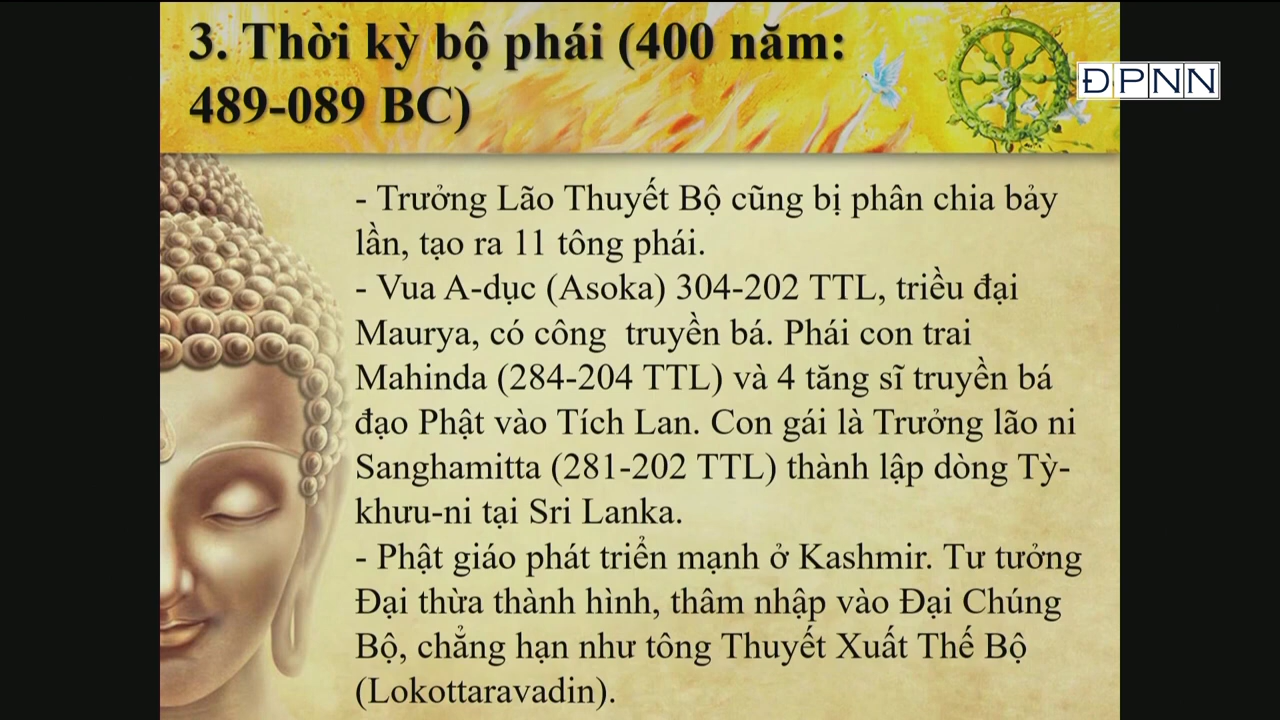 3. Thời kỳ bộ phái (400 năm:
489-089 BC)
ĐPNN
- Trưởng Lão Thuyết Bộ cũng bị phân chia bảy
lần, tạo ra 11 tông phái.
- Vua A-dục (Asoka) 304-202 TTL, triều đại
Maurya, có công  truyền bá. Phái con trai
Mahinda (284-204 TTL) và 4 tăng sĩ truyền bá
đạo Phật vào Tích Lan. Con gái là Trưởng lão ni
Sanghamitta (281-202 TTL) thành lập dòng Tỳ-
khưu-ni tại Sri Lanka.
- Phật giáo phát triển mạnh ở Kashmir. Tư tưởng
Đại thừa thành hình, thâm nhập vào Đại Chúng
Bộ, chẳng hạn như tông Thuyết Xuất Thế Bộ
(Lokottaravadin).